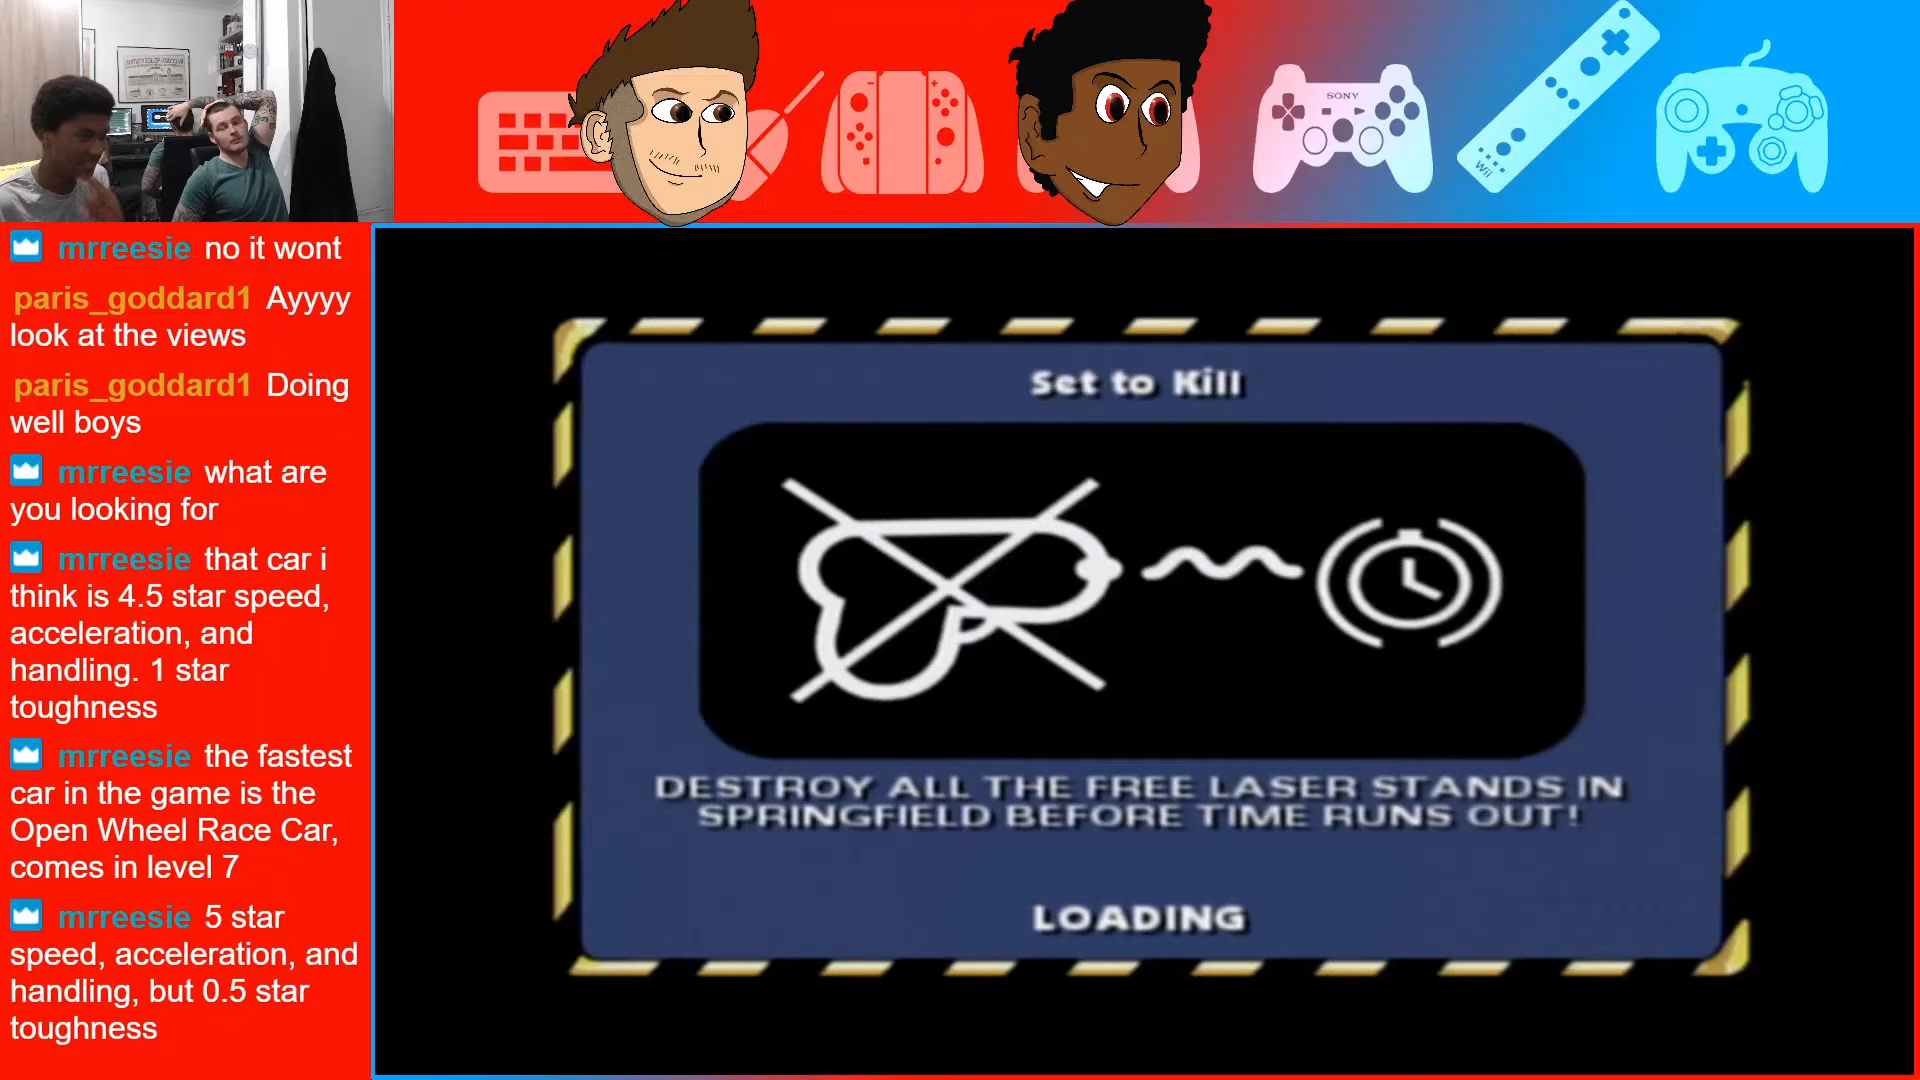 SONY
Wii
mrreesie no it wont
paris_goddard1 Ayyyy
look at the views
paris_goddard1 Doing
well boys
mrreesie what are
you looking for
mrreesie that car i
think is 4.5 star speed,
acceleration, and
handling. 1 star
toughness
mrreesie the fastest
car in the game is the
Open Wheel Race Car,
comes in level 7
mrreesie 5 star
speed, acceleration, and
handling, but 0.5 star
toughness
Set to Kill
DESTROY ALL THE FREE LASER STANDS IN
SPRINGFIELD BEFORE TIME RUNS OUT!
LOADING